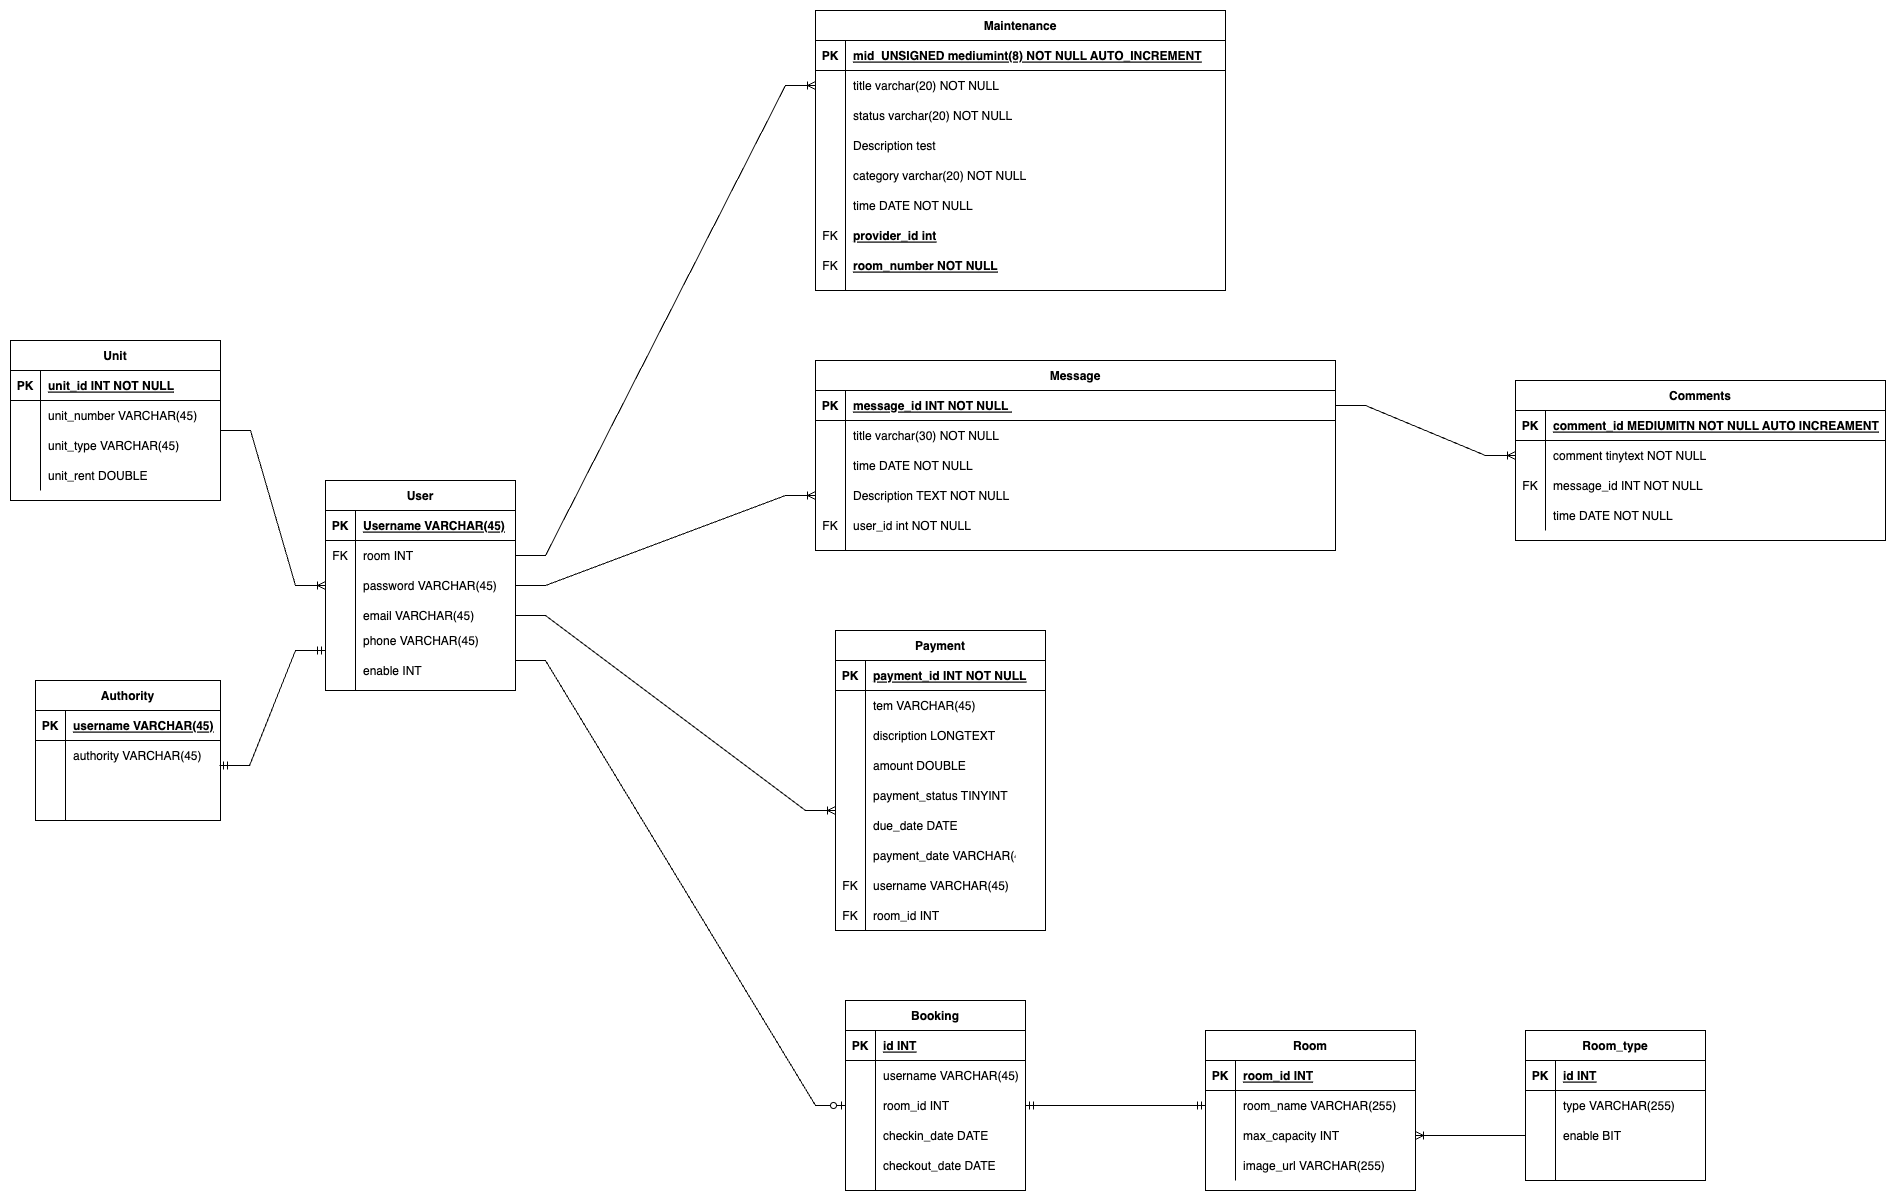 Maintenance
PK mid UNSIGNED mediumint(8) NOT NULL AUTO_INCREMENT
title varchar(20) NOT NULL
status varchar(20) NOT NULL
Description test
category varchar(20) NOT NULL
time DATE NOT NULL
FK provider_id int
FK room_number NOT NULL
Unit
PK unit_id INT NOT NULL
unit_number VARCHAR(45)
unit_type VARCHAR(45)
unit_rent DOUBLE
Message
PK message_id INT NOT NULL
title varchar(30) NOT NULL
time DATE NOT NULL
Description TEXT NOT NULL
FK user_id int NOT NULL
Comments
PK comment_id MEDIUMITN NOT NULL AUTO INCREAMENT
comment tinytext NOT NULL
FK message_id INT NOT NULL
time DATE NOT NULL
User
PK Username VARCHAR(45)
FK room INT
password VARCHAR(45)
email VARCHAR(45)
phone VARCHAR(45)
enable INT
Authority
PK username VARCHAR(45)
authority VARCHAR(45)
Payment
PK payment_id INT NOT NULL
tem VARCHAR(45)
discription LONGTEXT
amount DOUBLE
payment_status TINYINT
due_date DATE
payment_date VARCHAR(
FK username VARCHAR(45)
FK room_id INT
Booking
PK id INT
username VARCHAR(45)
room_id INT
checkin_date DATE
checkout_date DATE
Room
PK room_id INT
room_name VARCHAR(255)
max_capacity INT
image_url VARCHAR(255)
Room_type
PK id INT
type VARCHAR(255)
enable BIT